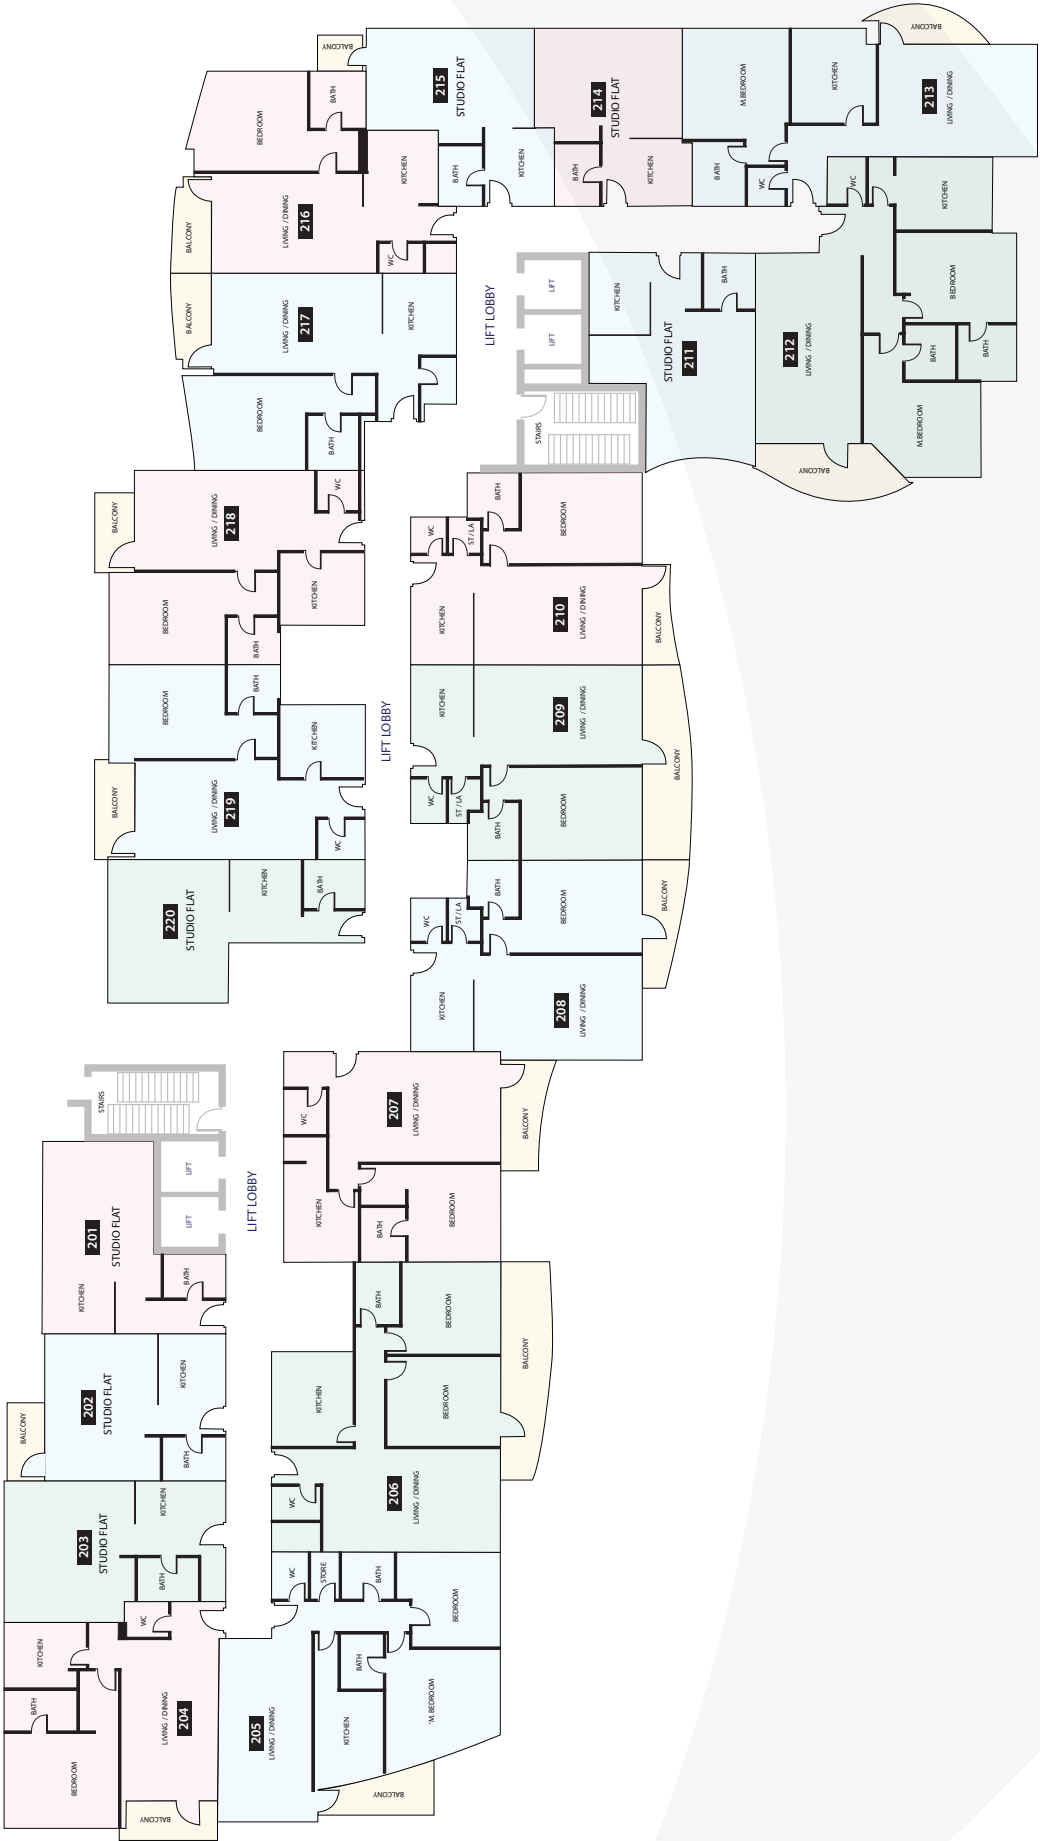 BALCONY
BALCONY
215
STUDIO FLAT
214
STUDIO FLAT
M.BEDROOM
KITCHEN
213
LIVING / DINING
BEDROOM
BATH
KITCHEN
BATH
KITCHEN
BATH
KITCHEN
BATH
WC
WC
KITCHEN
BALCONY
LIVING / DINING
216
WC
BALCONY
LIVING / DINING
217
KITCHEN
LIFT LOBBY
LIFT
LIFT
STAIRS
KITCHEN
BATH
STUDIO FLAT
211
212
LIVING / DINING
BEDROOM
BATH
BATH
M.BEDROOM
BALCONY
BEDROOM
BATH
BALCONY
LIVING / DINING
218
WC
KITCHEN
BEDROOM
BATH
WC
ST / LA
BATH
BEDROOM
KITCHEN
210
LIVING / DINING
BALCONY
BEDROOM
BATH
KITCHEN
LIFT LOBBY
KITCHEN
209
LIVING / DINING
BALCONY
BALCONY
LIVING / DINING
219
WC
WC
ST / LA
BATH
BEDROOM
220
STUDIO FLAT
KITCHEN
BATH
WC
ST / LA
BATH
BEDROOM
BALCONY
KITCHEN
208
LIVING / DINING
STAIRS
LIFT
LIFT
LIFT LOBBY
WC
207
LIVING / DINING
BALCONY
KITCHEN
BATH
BEDROOM
201
STUDIO FLAT
KITCHEN
BATH
BATH
BEDROOM
BALCONY
KITCHEN
BEDROOM
BALCONY
202
STUDIO FLAT
KITCHEN
BATH
WC
206
LIVING / DINING
203
STUDIO FLAT
KITCHEN
BATH
WC
STORE
BATH
BEDROOM
WC
KITCHEN
BATH
BEDROOM
LIVING / DINING
204
BALCONY
205
LIVING / DINING
BATH
KITCHEN
'M. BEDROOM
BALCONY